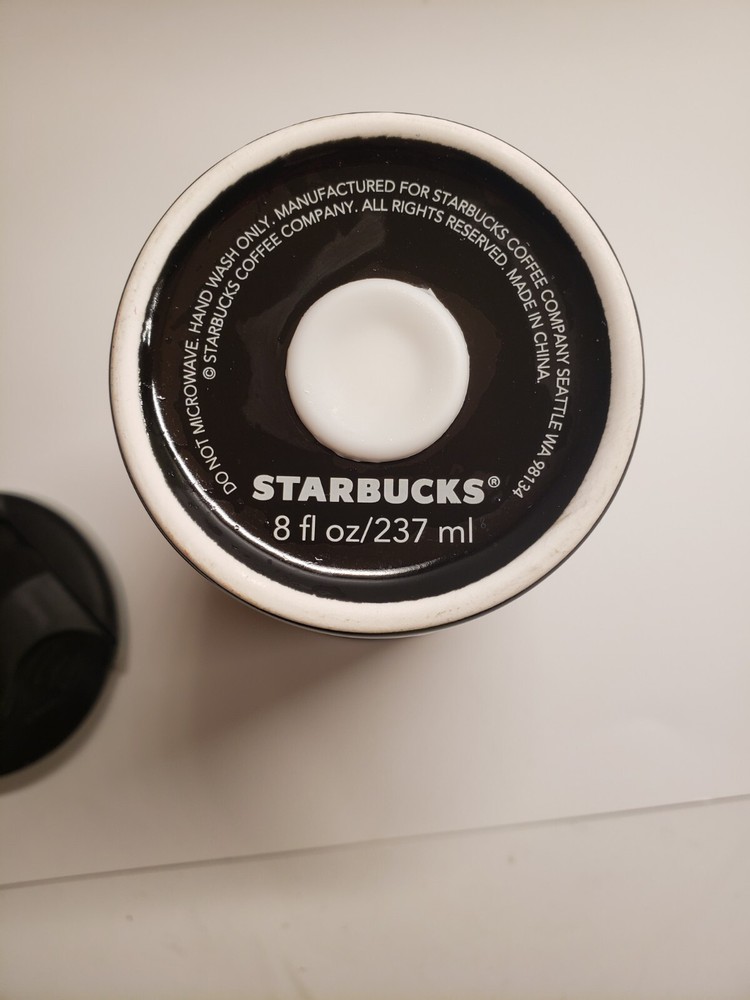 DO NOT MICROWAVE. HAND WASH ONLY. MANUFACTURED FOR STARBUCKS COFFEE COMPANY SEATTLE WA 98134
© STARBUCKS COFFEE COMPANY. ALL RIGHTS RESERVED. MADE IN CHINA.
STARBUCKS®
8 fl oz/237 ml